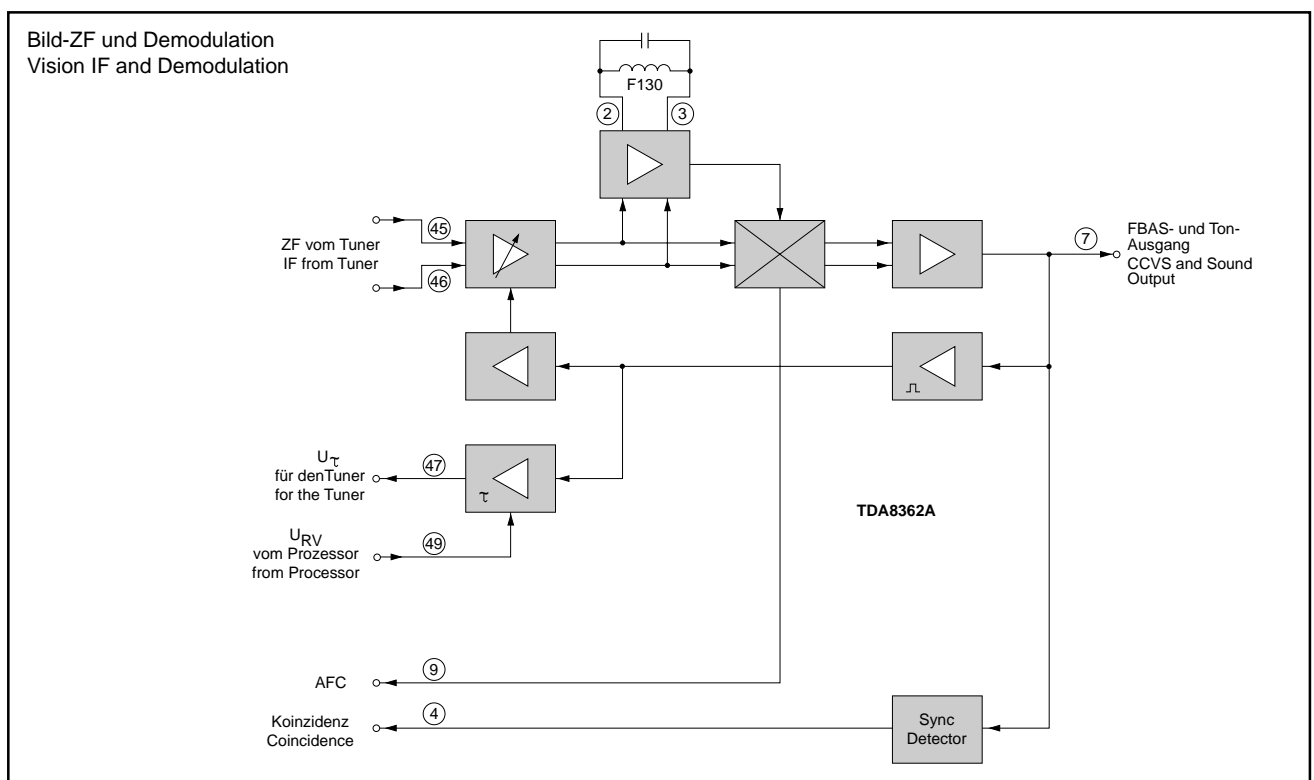 Bild-ZF und Demodulation
Vision IF and Demodulation
F130
2
3
45
ZF vom Tuner
IF from Tuner
46
7
FBAS- und Ton-
Ausgang
CCVS and Sound
Output
Uτ
für denTuner
for the Tuner
47
τ
TDA8362A
URV
vom Prozessor
from Processor
49
AFC
9
Koinzidenz
Coincidence
4
Sync
Detector